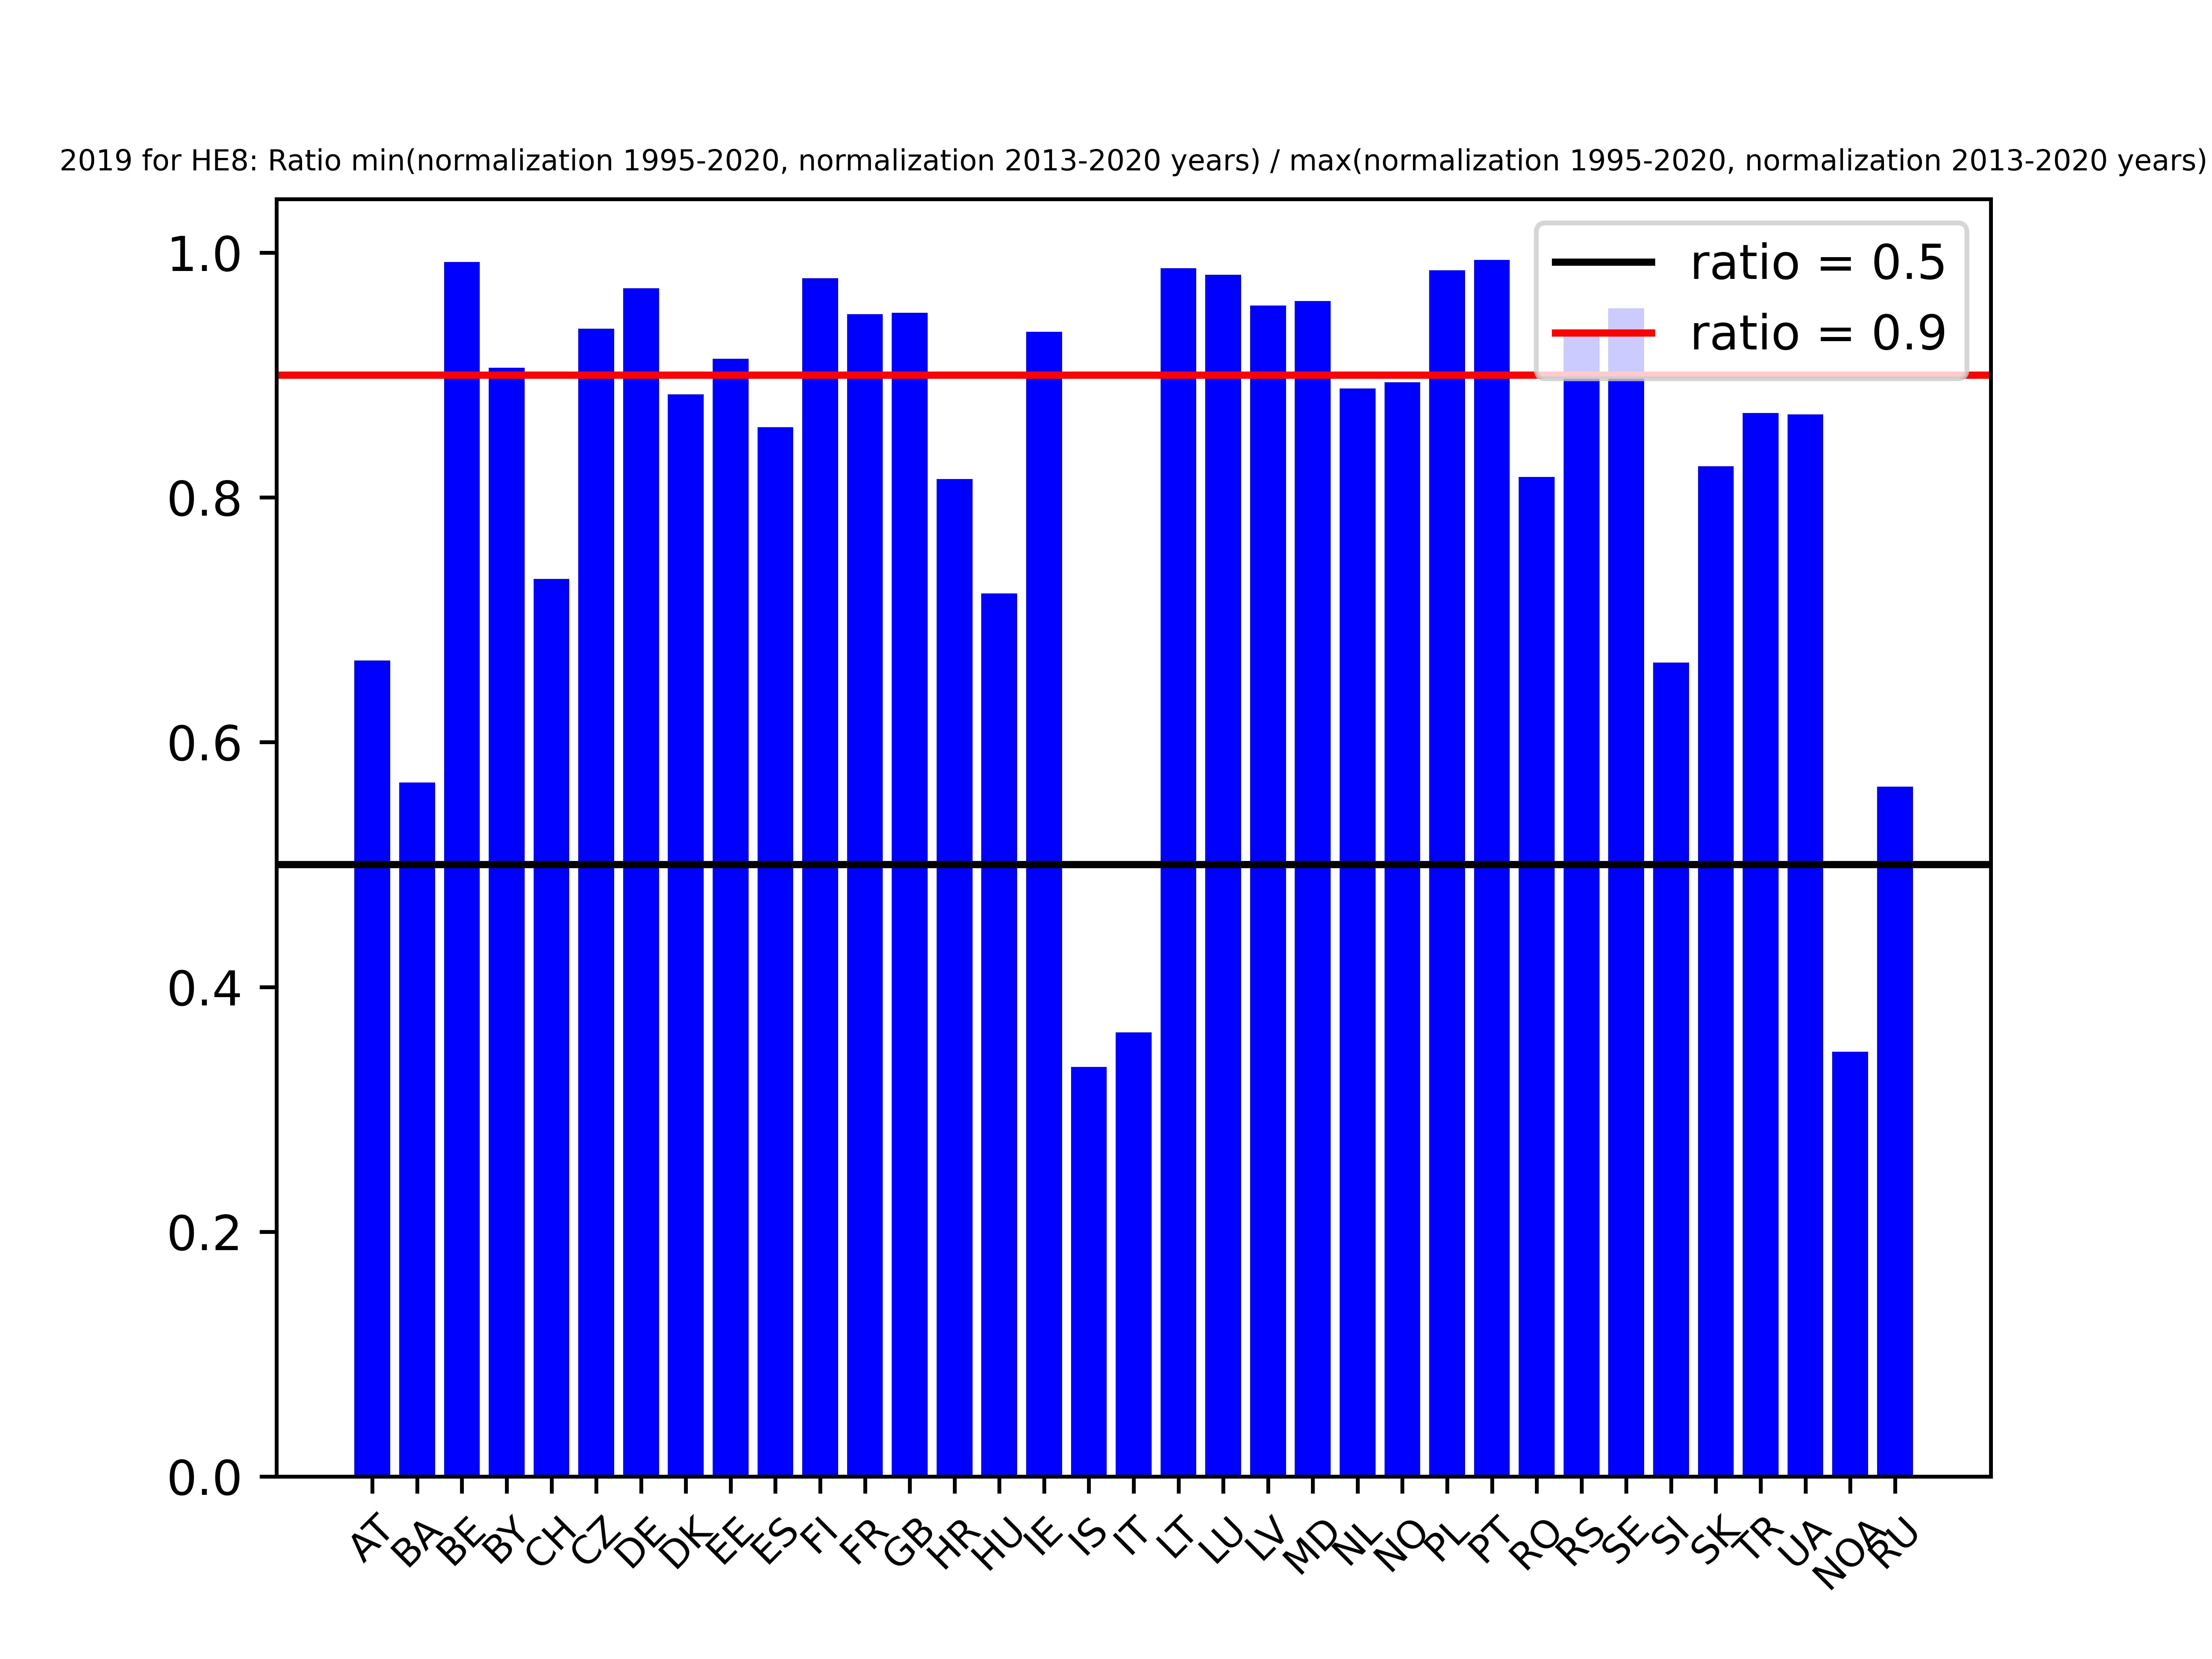 2019 for HE8: Ratio min(normalization 1995-2020, normalization 2013-2020 years) / max(normalization 1995-2020, normalization 2013-2020 years)
1.0
ratio = 0.5
ratio = 0.9
0.8
0.6
0.4
0.2
0.0
AT BA BE BY CH CZ DE DK EE ES FI FR GB HR HU IE IS IT LT LU LV MD NL NO PL PT RO RS SE SI SK TR UA NOA RU